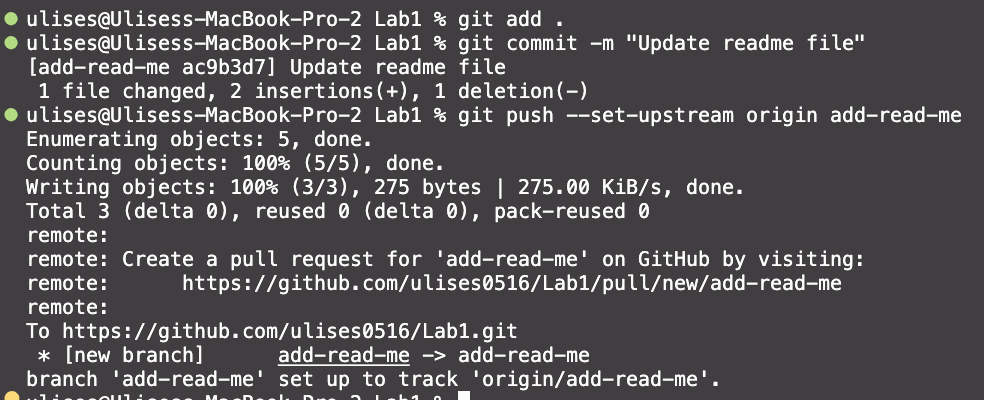 ulises@Ulisess-MacBook-Pro-2 Lab1 % git add .
ulises@Ulisess-MacBook-Pro-2 Lab1 % git commit -m "Update readme file"
[add-read-me ac9b3d7] Update readme file
 1 file changed, 2 insertions(+), 1 deletion(-)
ulises@Ulisess-MacBook-Pro-2 Lab1 % git push --set-upstream origin add-read-me
Enumerating objects: 5, done.
Counting objects: 100% (5/5), done.
Writing objects: 100% (3/3), 275 bytes | 275.00 KiB/s, done.
Total 3 (delta 0), reused 0 (delta 0), pack-reused 0
remote:
remote: Create a pull request for 'add-read-me' on GitHub by visiting:
remote:      https://github.com/ulises0516/Lab1/pull/new/add-read-me
remote:
To https://github.com/ulises0516/Lab1.git
 * [new branch]      add-read-me -> add-read-me
branch 'add-read-me' set up to track 'origin/add-read-me'.
ulises@Ulisess-MacBook-Pro-2 Lab1 %